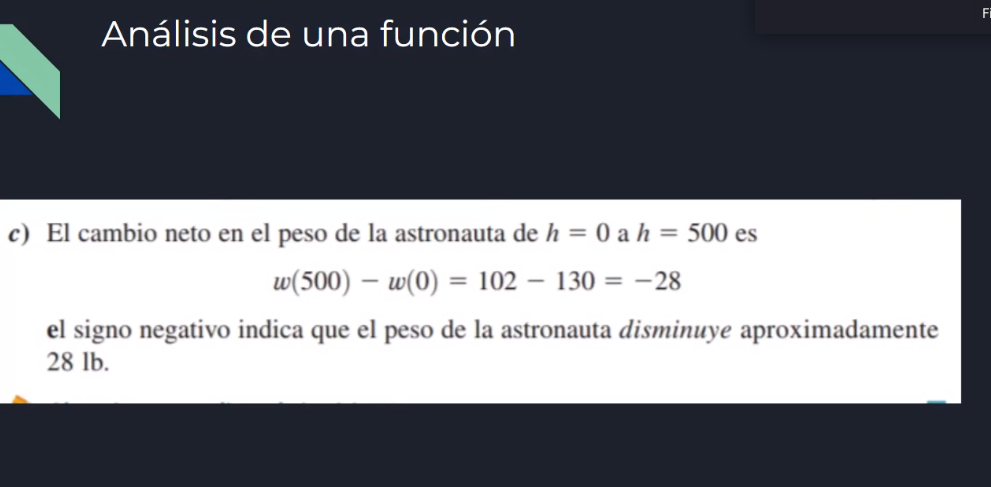 Análisis de una función
c) El cambio neto en el peso de la astronauta de h = 0 a h = 500 es
w(500) − w(0) = 102 − 130 = −28
el signo negativo indica que el peso de la astronauta disminuye aproximadamente
28 lb.